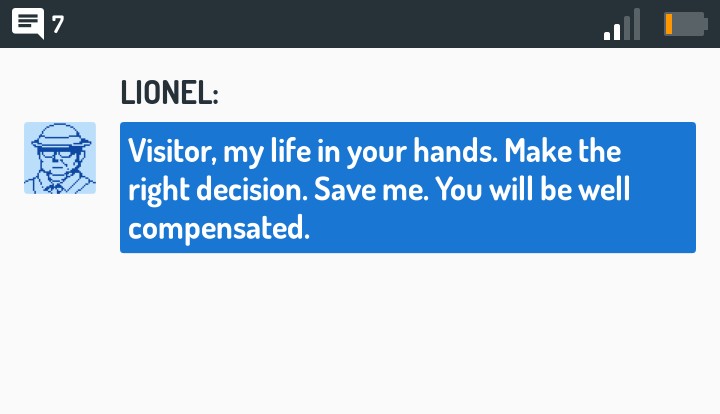 7
LIONEL:
Visitor, my life in your hands. Make the
right decision. Save me. You will be well
compensated.